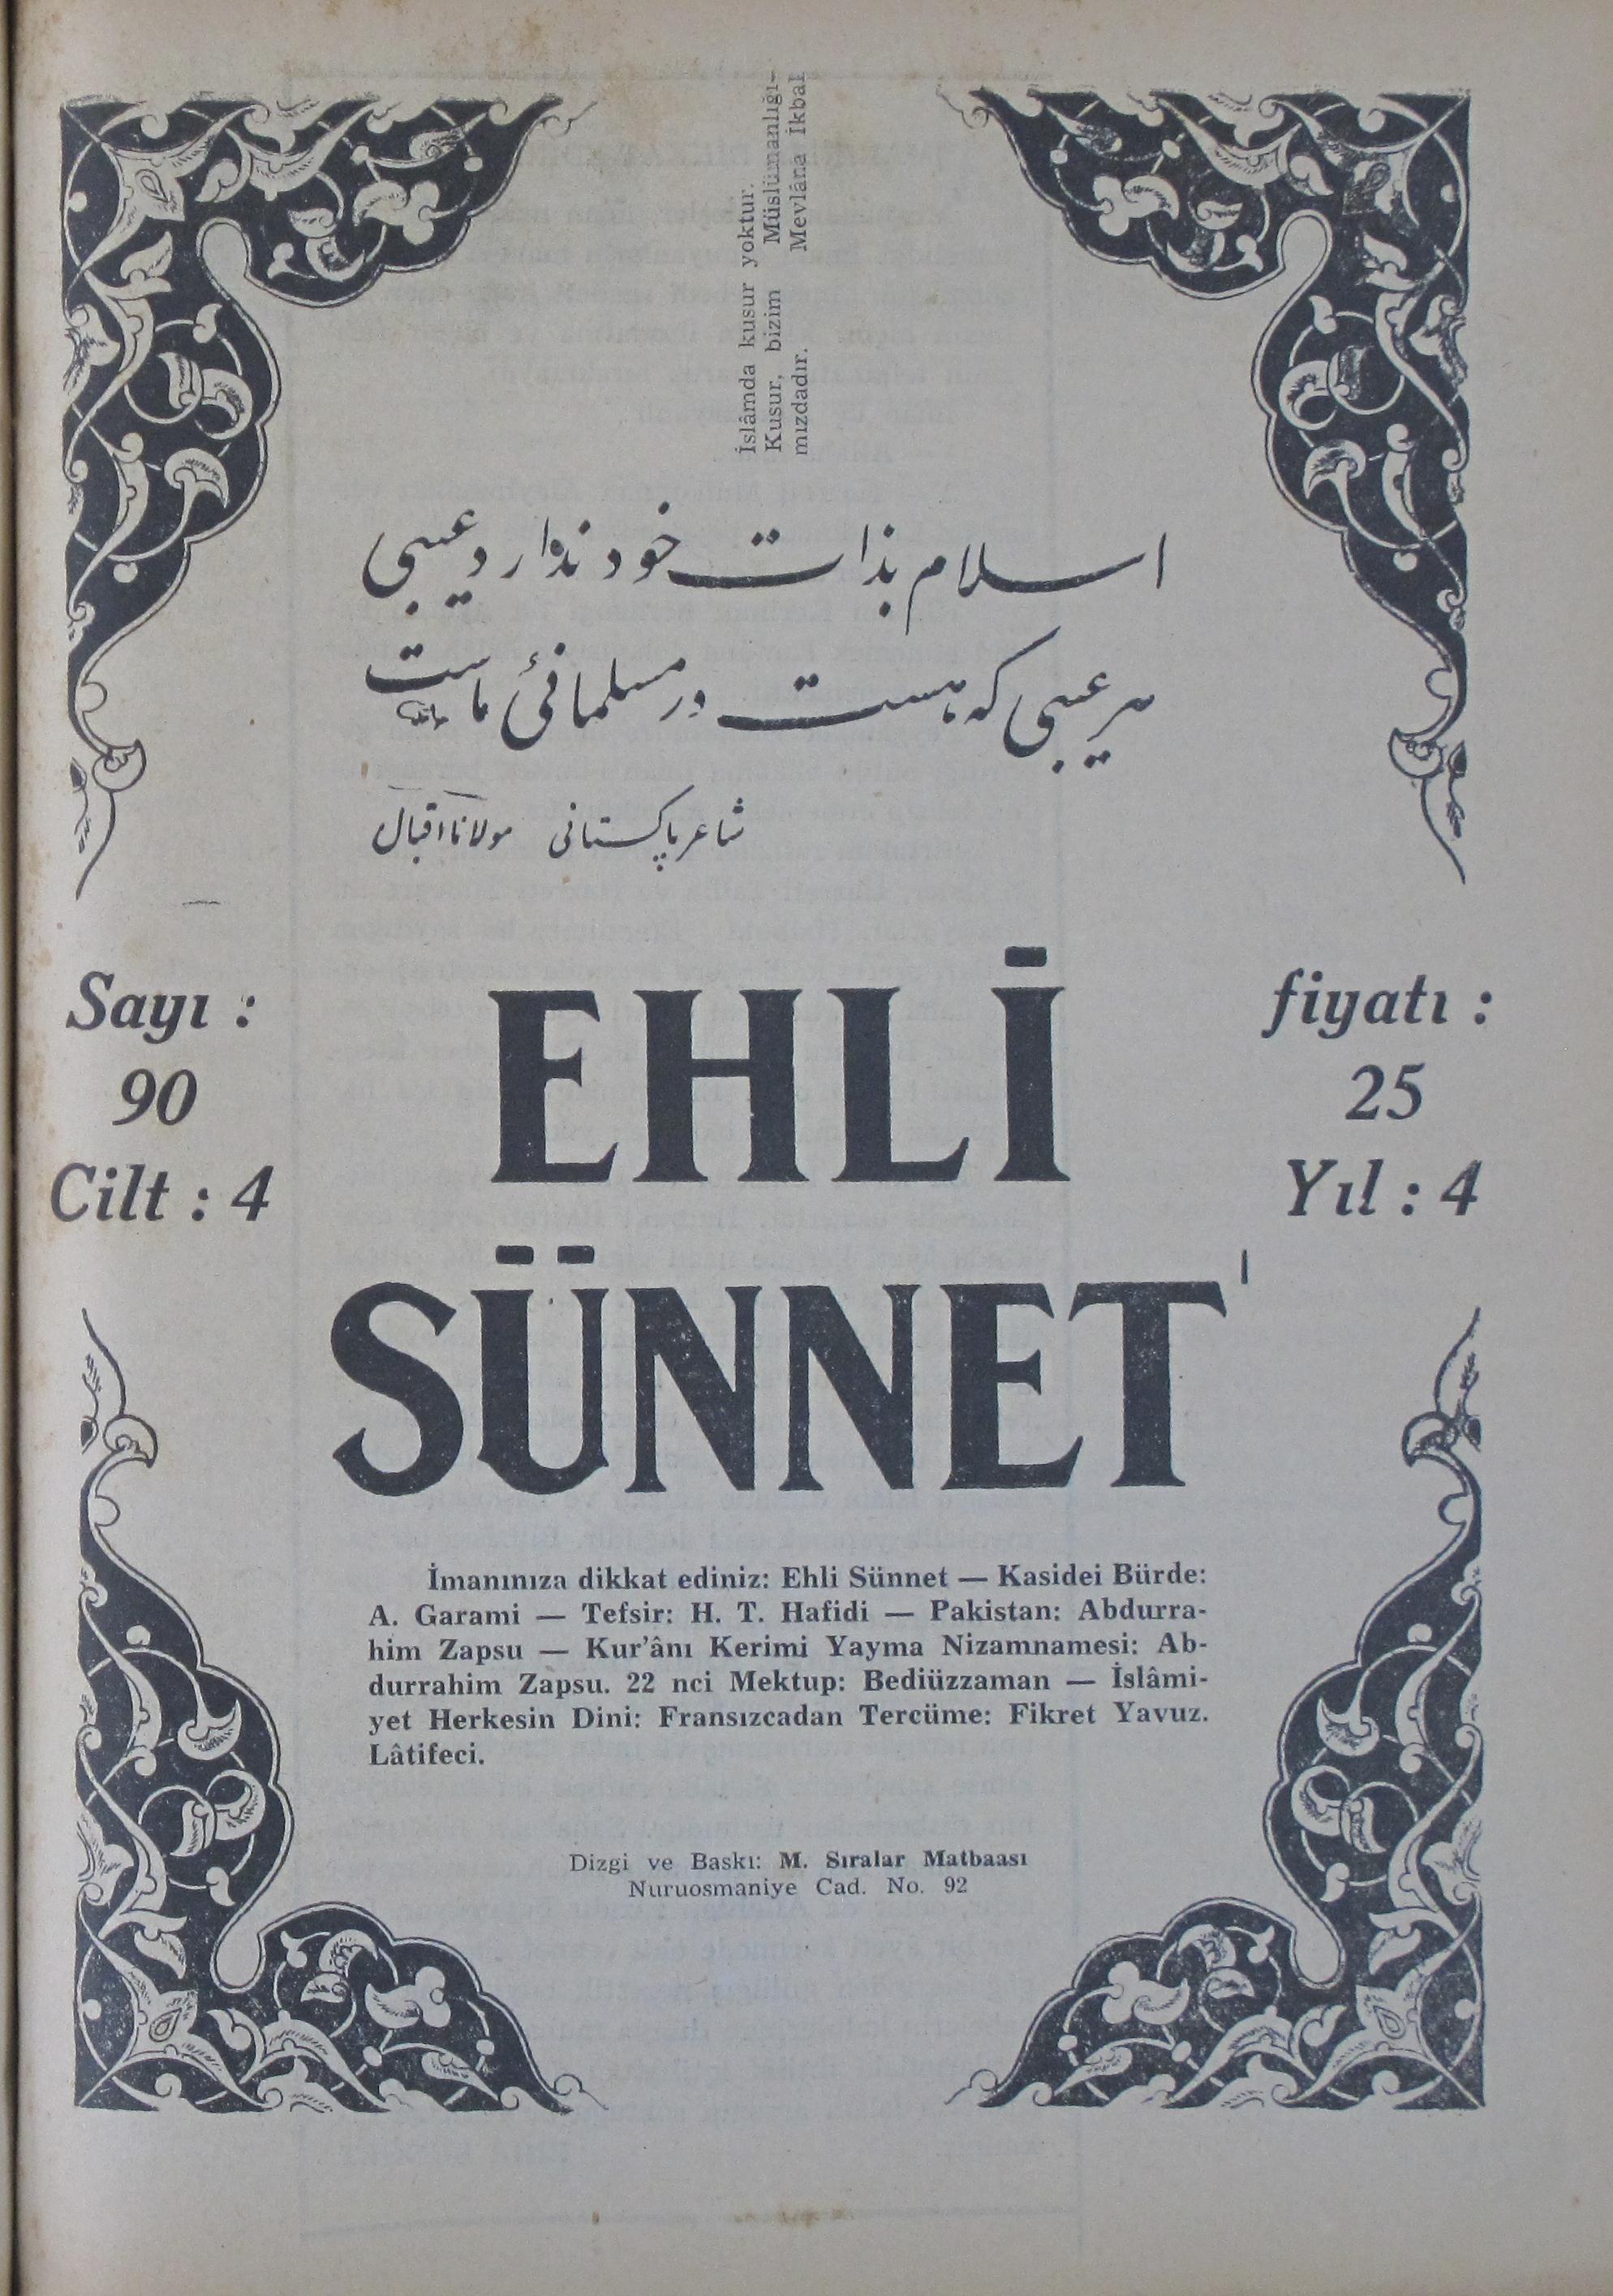 İslâmda kusur yoktur.
Kusur, bizim Müslümanlığı-
mızdadır. Mevlâna İkbal
اسلام بذات خود ندارد عیبی
هر عیبی که هست در مسلمانیٔ ماست
شاعر پاکستانی مولانا اقبال
Sayı :
90
Cilt : 4
EHLİ
SÜNNET
fiyatı :
25
Yıl : 4
İmanınıza dikkat ediniz: Ehli Sünnet — Kasidei Bürde:
A. Garami — Tefsir: H. T. Hafidi — Pakistan: Abdurra-
him Zapsu — Kur'ânı Kerimi Yayma Nizamnamesi: Ab-
durrahim Zapsu. 22 nci Mektup: Bediüzzaman — İslâmi-
yet Herkesin Dini: Fransızcadan Tercüme: Fikret Yavuz.
Lâtifeci.
Dizgi ve Baskı: M. Sıralar Matbaası
Nuruosmaniye Cad. No. 92